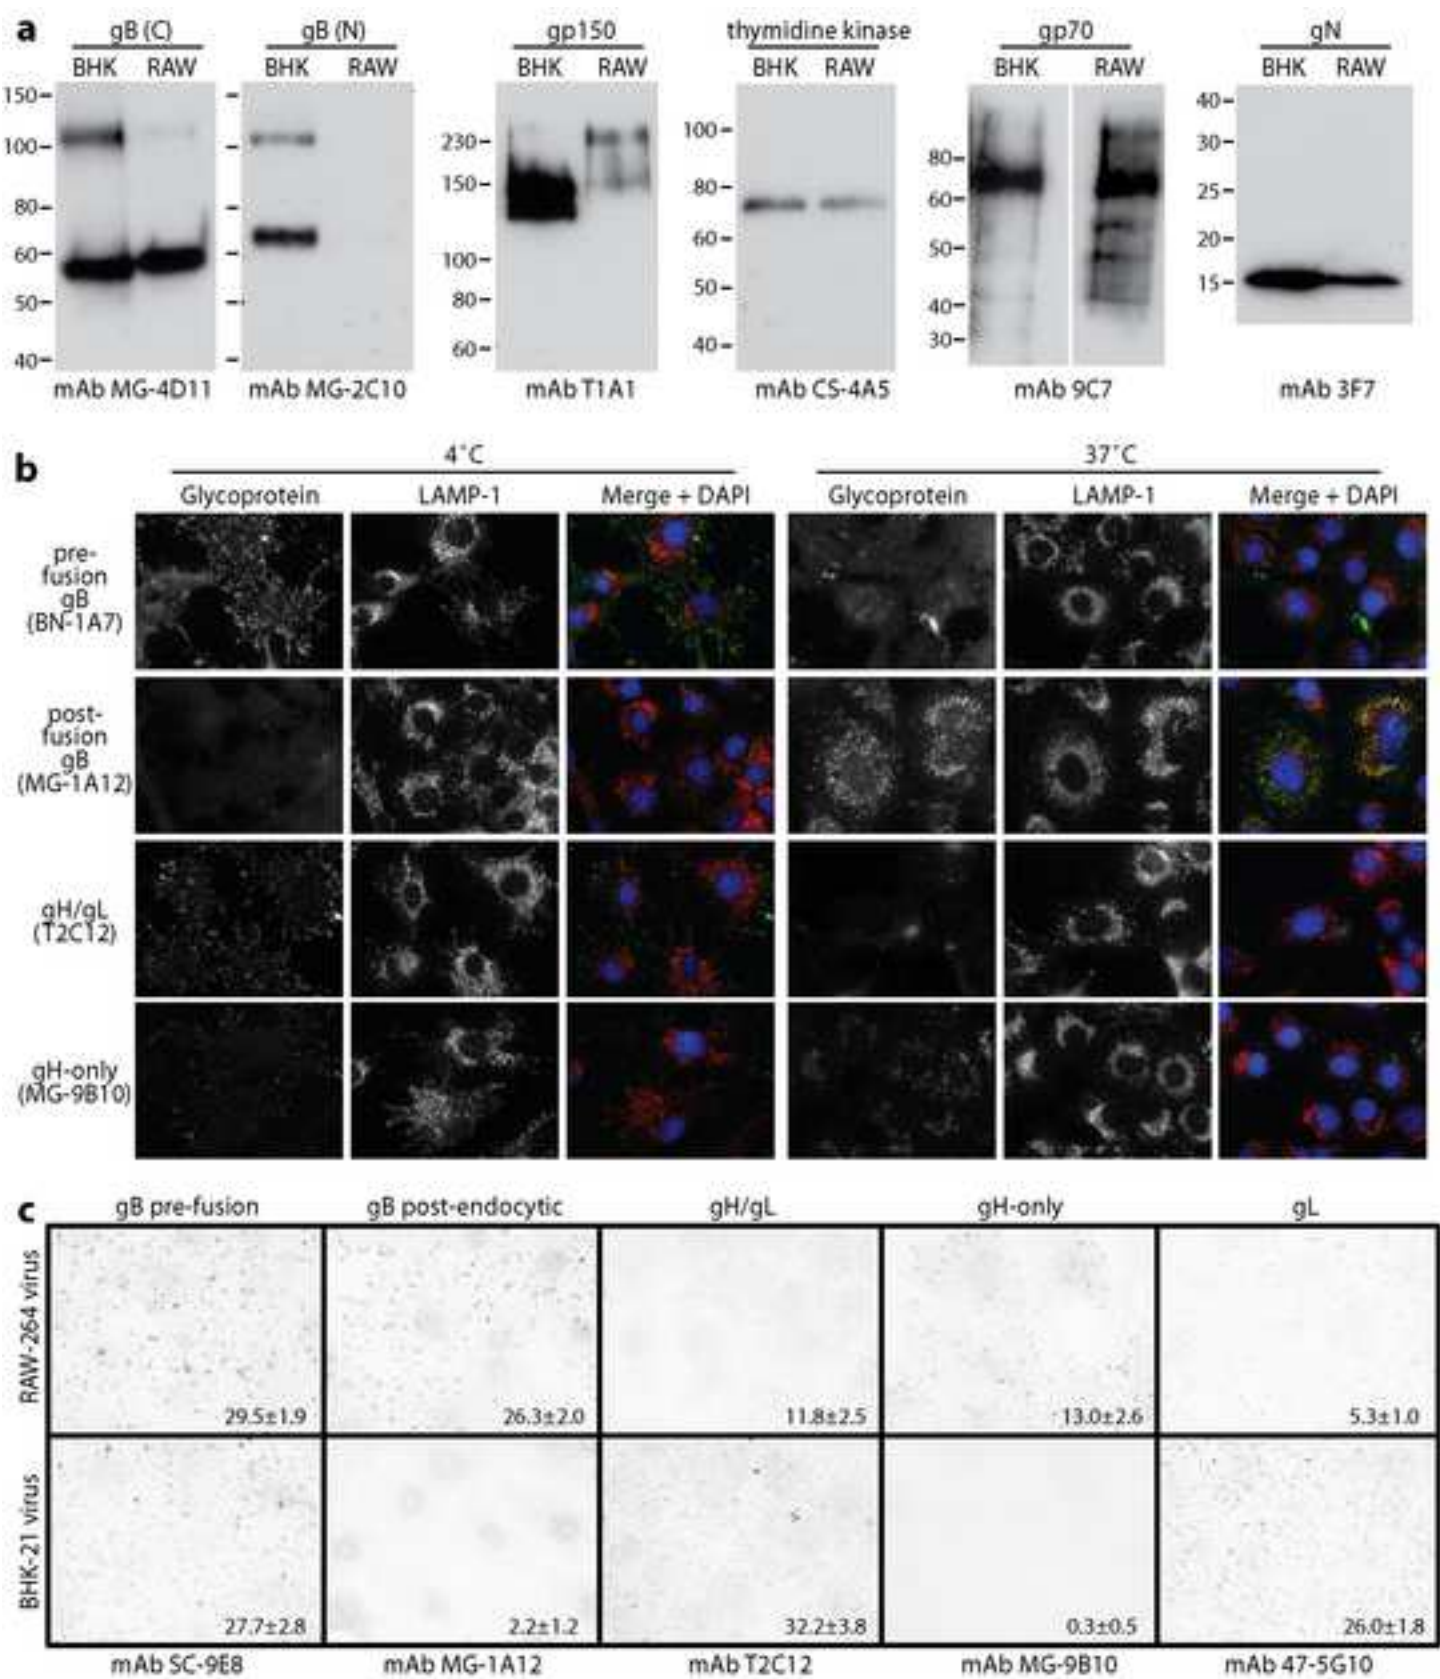 a
gB (C) gB (N) gp150 thymidine kinase gp70 gN
BHK RAW BHK RAW BHK RAW BHK RAW BHK RAW BHK RAW
150
100
80
60
50
40
230
150
100
80
60
100
80
60
50
40
80
60
50
40
30
40
30
25
20
15
mAb MG-4D11 mAb MG-2C10 mAb T1A1 mAb CS-4A5 mAb 9C7 mAb 3F7
b
4˚C 37˚C
Glycoprotein LAMP-1 Merge + DAPI Glycoprotein LAMP-1 Merge + DAPI
pre-
fusion
gB
(BN-1A7)
post-
fusion
gB
(MG-1A12)
gH/gL
(T2C12)
gH-only
(MG-9B10)
c
gB pre-fusion gB post-endocytic gH/gL gH-only gL
RAW-264 virus
29.5±1.9 26.3±2.0 11.8±2.5 13.0±2.6 5.3±1.0
BHK-21 virus
27.7±2.8 2.2±1.2 32.2±3.8 0.3±0.5 26.0±1.8
mAb SC-9E8 mAb MG-1A12 mAb T2C12 mAb MG-9B10 mAb 47-5G10